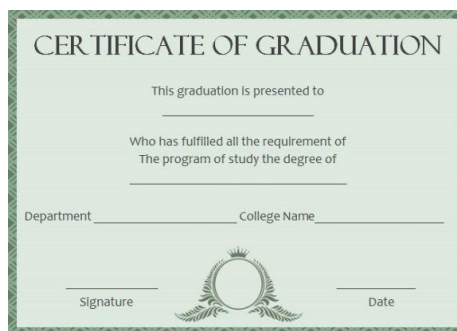 CERTIFICATE OF GRADUATION
This graduation is presented to
Who has fulfilled all the requirement of
The program of study the degree of
Department College Name
Signature Date